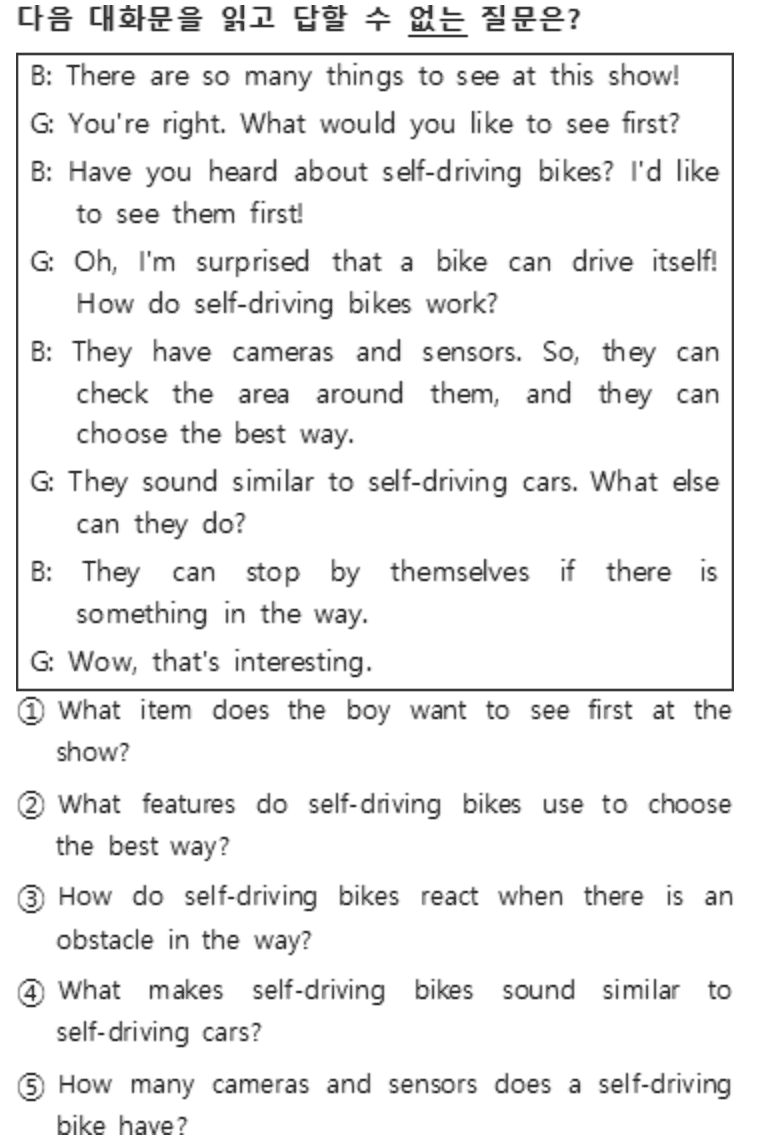 다음 대화문을 읽고 답할 수 없는 질문은?
B: There are so many things to see at this show!
G: You're right. What would you like to see first?
B: Have you heard about self-driving bikes? I'd like
to see them first!
G: Oh, I'm surprised that a bike can drive itself!
How do self-driving bikes work?
B: They have cameras and sensors. So, they can
check the area around them, and they can
choose the best way.
G: They sound similar to self-driving cars. What else
can they do?
B: They can stop by themselves if there is
something in the way.
G: Wow, that's interesting.
① What item does the boy want to see first at the
show?
② What features do self-driving bikes use to choose
the best way?
③ How do self-driving bikes react when there is an
obstacle in the way?
④ What makes self-driving bikes sound similar to
self-driving cars?
⑤ How many cameras and sensors does a self-driving
bike have?